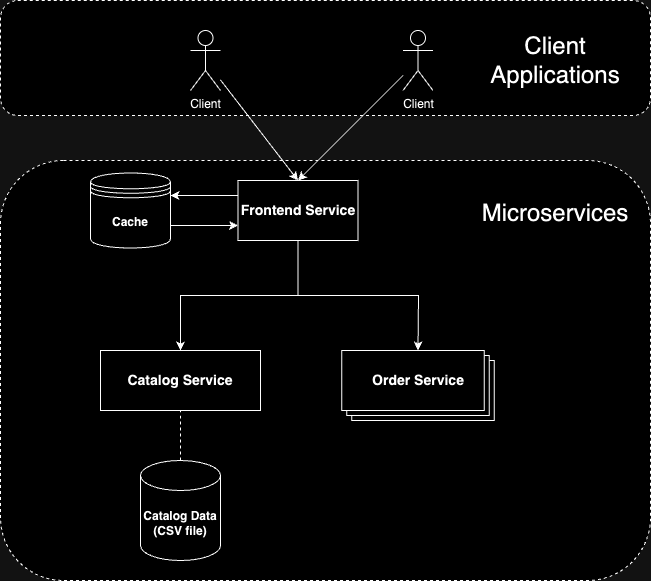 Client
Applications
Client
Client
Microservices
Cache
Frontend Service
Catalog Service
Order Service
Catalog Data
(CSV file)